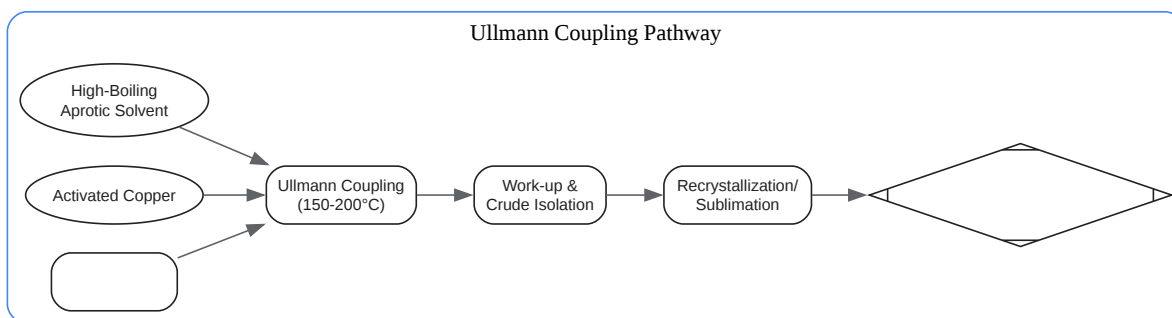 Ullmann Coupling Pathway
High-Boiling
Aprotic Solvent
Activated Copper
Ullmann Coupling
(150-200°C)
Work-up &
Crude Isolation
Recrystallization/
Sublimation